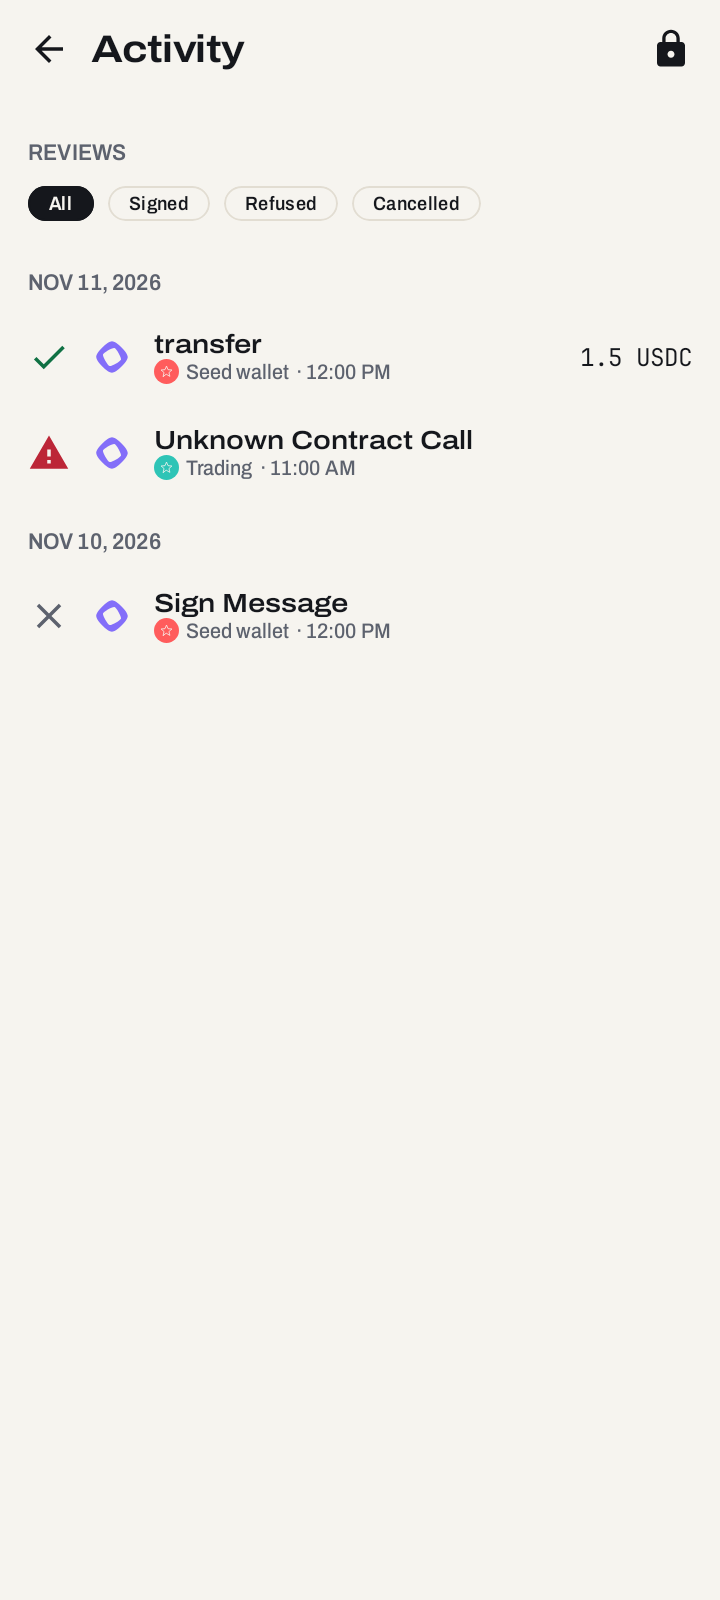 Activity
REVIEWS
All
Signed
Refused
Cancelled
NOV 11, 2026
transfer
Seed wallet · 12:00 PM
1.5 USDC
Unknown Contract Call
Trading · 11:00 AM
NOV 10, 2026
Sign Message
Seed wallet · 12:00 PM